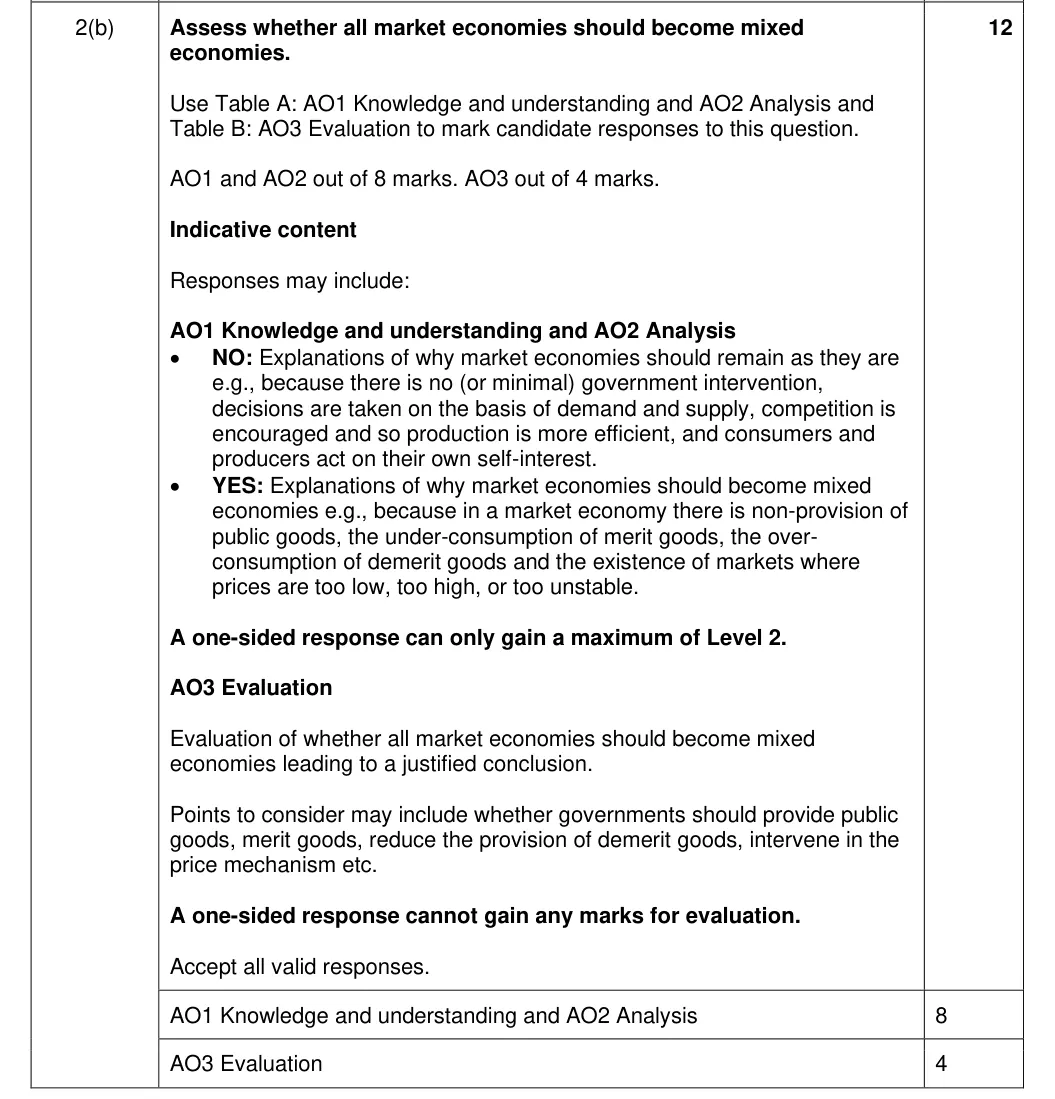 2(b)
Assess whether all market economies should become mixed
economies.
12
Use Table A: AO1 Knowledge and understanding and AO2 Analysis and
Table B: AO3 Evaluation to mark candidate responses to this question.
AO1 and AO2 out of 8 marks. AO3 out of 4 marks.
Indicative content
Responses may include:
AO1 Knowledge and understanding and AO2 Analysis
• NO: Explanations of why market economies should remain as they are
e.g., because there is no (or minimal) government intervention,
decisions are taken on the basis of demand and supply, competition is
encouraged and so production is more efficient, and consumers and
producers act on their own self-interest.
• YES: Explanations of why market economies should become mixed
economies e.g., because in a market economy there is non-provision of
public goods, the under-consumption of merit goods, the over-
consumption of demerit goods and the existence of markets where
prices are too low, too high, or too unstable.
A one-sided response can only gain a maximum of Level 2.
AO3 Evaluation
Evaluation of whether all market economies should become mixed
economies leading to a justified conclusion.
Points to consider may include whether governments should provide public
goods, merit goods, reduce the provision of demerit goods, intervene in the
price mechanism etc.
A one-sided response cannot gain any marks for evaluation.
Accept all valid responses.
AO1 Knowledge and understanding and AO2 Analysis 8
AO3 Evaluation 4